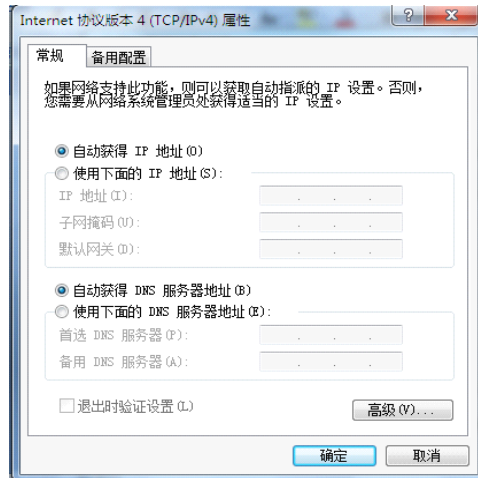 Internet 协议版本 4 (TCP/IPv4) 属性
常规 备用配置
如果网络支持此功能，则可以获取自动指派的 IP 设置。否则，
您需要从网络系统管理员处获得适当的 IP 设置。
自动获得 IP 地址(O)
使用下面的 IP 地址(S):
IP 地址(I):
子网掩码(U):
默认网关(D):
自动获得 DNS 服务器地址(B)
使用下面的 DNS 服务器地址(E):
首选 DNS 服务器(P):
备用 DNS 服务器(A):
退出时验证设置(L)
高级(V)...
确定 取消